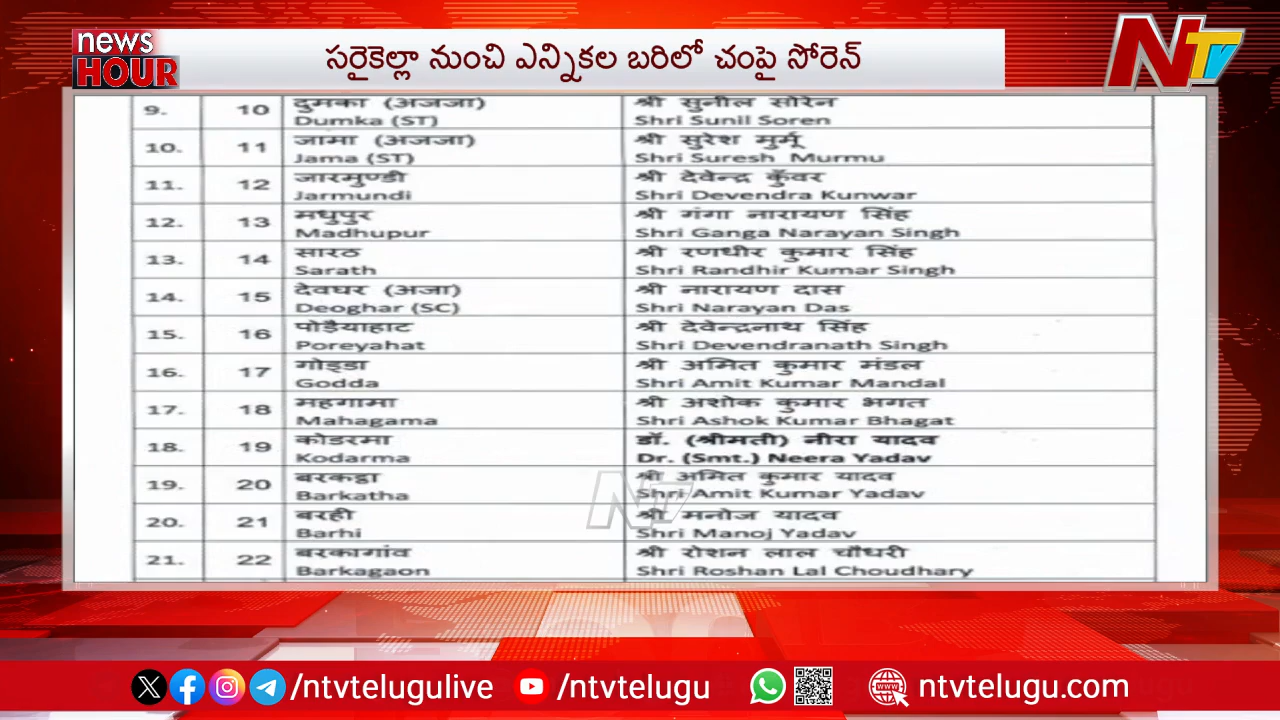 news
HOUR
సరైకెల్లా నుంచి ఎన్నికల బరిలో చంపై సోరెన్
NTV
9. 10 दुमका (अजजा) श्री सुनील सोरेन
Dumka (ST) Shri Sunil Soren
10. 11 जामा (अजजा) श्री सुरेश मुर्मू
Jama (ST) Shri Suresh Murmu
11. 12 जारमुण्डी श्री देवेन्द्र कुँवर
Jarmundi Shri Devendra Kunwar
12. 13 मधुपुर श्री गंगा नारायण सिंह
Madhupur Shri Ganga Narayan Singh
13. 14 सारठ श्री रणधीर कुमार सिंह
Sarath Shri Randhir Kumar Singh
14. 15 देवघर (अजा) श्री नारायण दास
Deoghar (SC) Shri Narayan Das
15. 16 पोड़ैयाहाट श्री देवेन्द्रनाथ सिंह
Poreyahat Shri Devendranath Singh
16. 17 गोड्डा श्री अमित कुमार मंडल
Godda Shri Amit Kumar Mandal
17. 18 महगामा श्री अशोक कुमार भगत
Mahagama Shri Ashok Kumar Bhagat
18. 19 कोडरमा डॉ. (श्रीमती) नीरा यादव
Kodarma Dr. (Smt.) Neera Yadav
19. 20 बरकट्ठा श्री अमित कुमार यादव
Barkatha Shri Amit Kumar Yadav
20. 21 बरही श्री मनोज यादव
Barhi Shri Manoj Yadav
21. 22 बरकागांव श्री रोशन लाल चौधरी
Barkagaon Shri Roshan Lal Choudhary
NTV
/ntvtelugulive /ntvtelugu WWW ntvtelugu.com